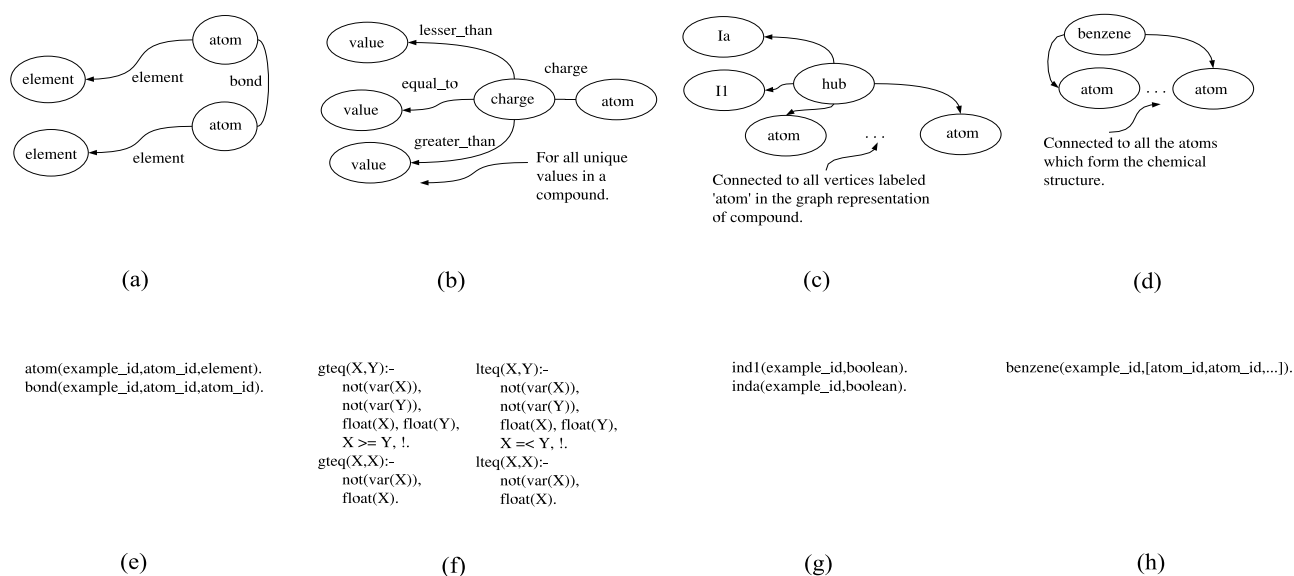 atom
element
element
bond
atom
element
element
(a)
lesser_than
value
charge
equal_to
value
charge
atom
greater_than
value
For all unique
values in a
compound.
(b)
Ia
I1
hub
atom
. . .
atom
Connected to all vertices labeled
'atom' in the graph representation
of compound.
(c)
benzene
atom
. . .
atom
Connected to all the atoms
which form the chemical
structure.
(d)
atom(example_id,atom_id,element).
bond(example_id,atom_id,atom_id).
(e)
gteq(X,Y):-
not(var(X)),
not(var(Y)),
float(X), float(Y),
X >= Y, !.
gteq(X,X):-
not(var(X)),
float(X).
lteq(X,Y):-
not(var(X)),
not(var(Y)),
float(X), float(Y),
X =< Y, !.
lteq(X,X):-
not(var(X)),
float(X).
(f)
ind1(example_id,boolean).
inda(example_id,boolean).
(g)
benzene(example_id,[atom_id,atom_id,...]).
(h)